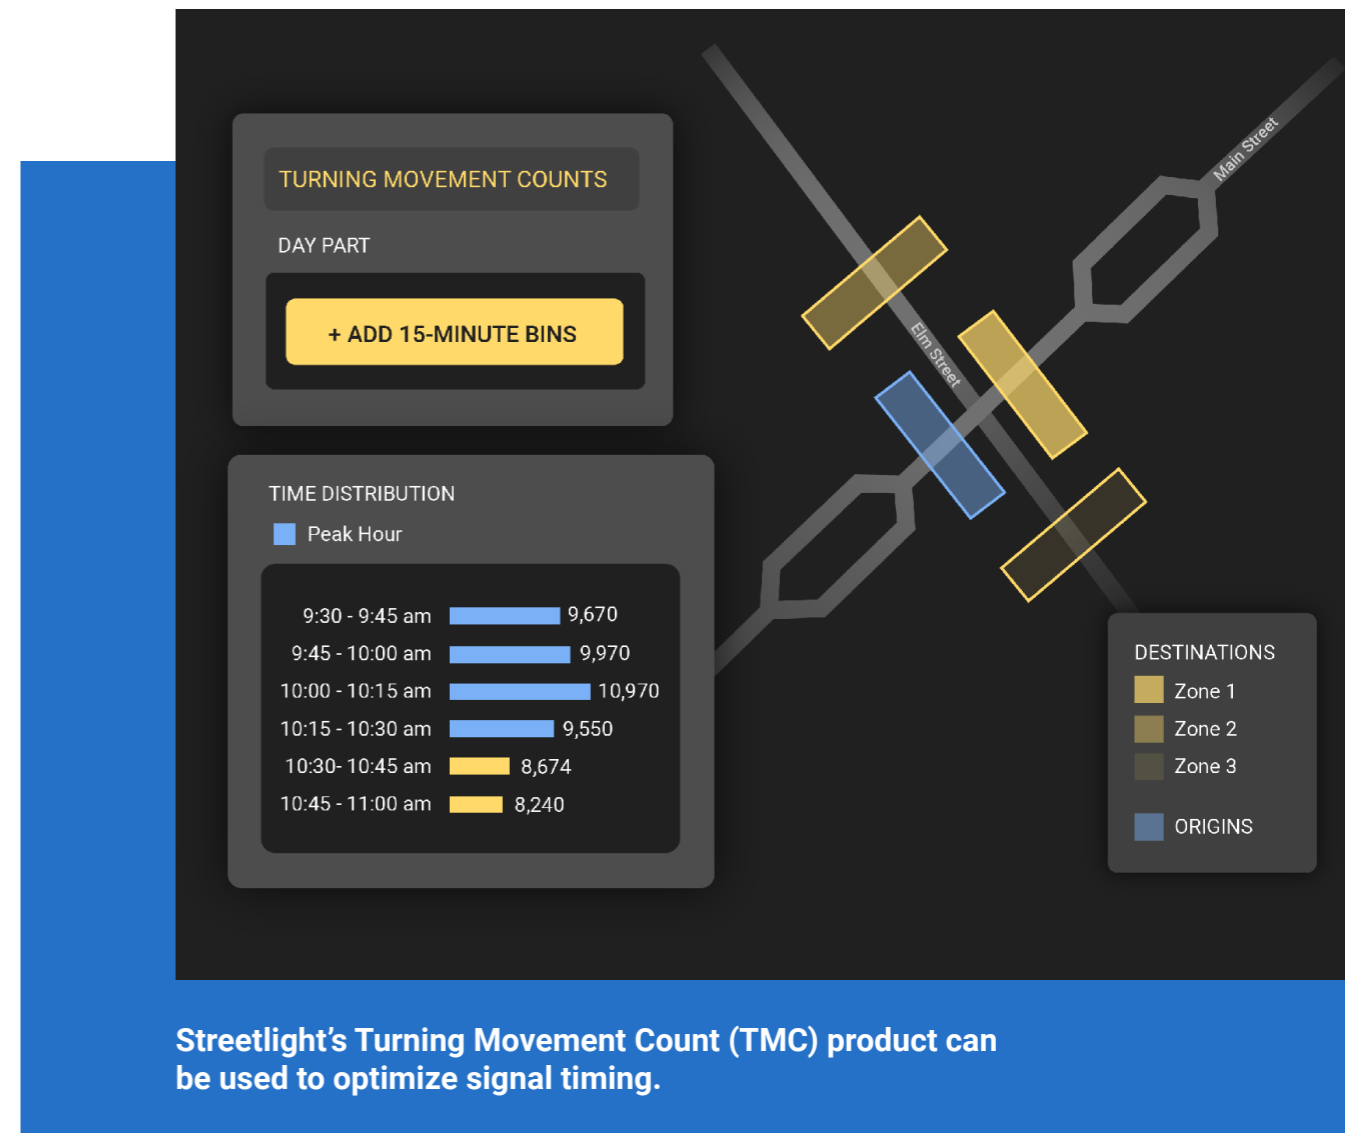 TURNING MOVEMENT COUNTS
DAY PART
+ ADD 15-MINUTE BINS
TIME DISTRIBUTION
Peak Hour
9:30 - 9:45 am 9,670
9:45 - 10:00 am 9,970
10:00 - 10:15 am 10,970
10:15 - 10:30 am 9,550
10:30- 10:45 am 8,674
10:45 - 11:00 am 8,240
Main Street
Elm Street
DESTINATIONS
Zone 1
Zone 2
Zone 3
ORIGINS
Streetlight’s Turning Movement Count (TMC) product can
be used to optimize signal timing.